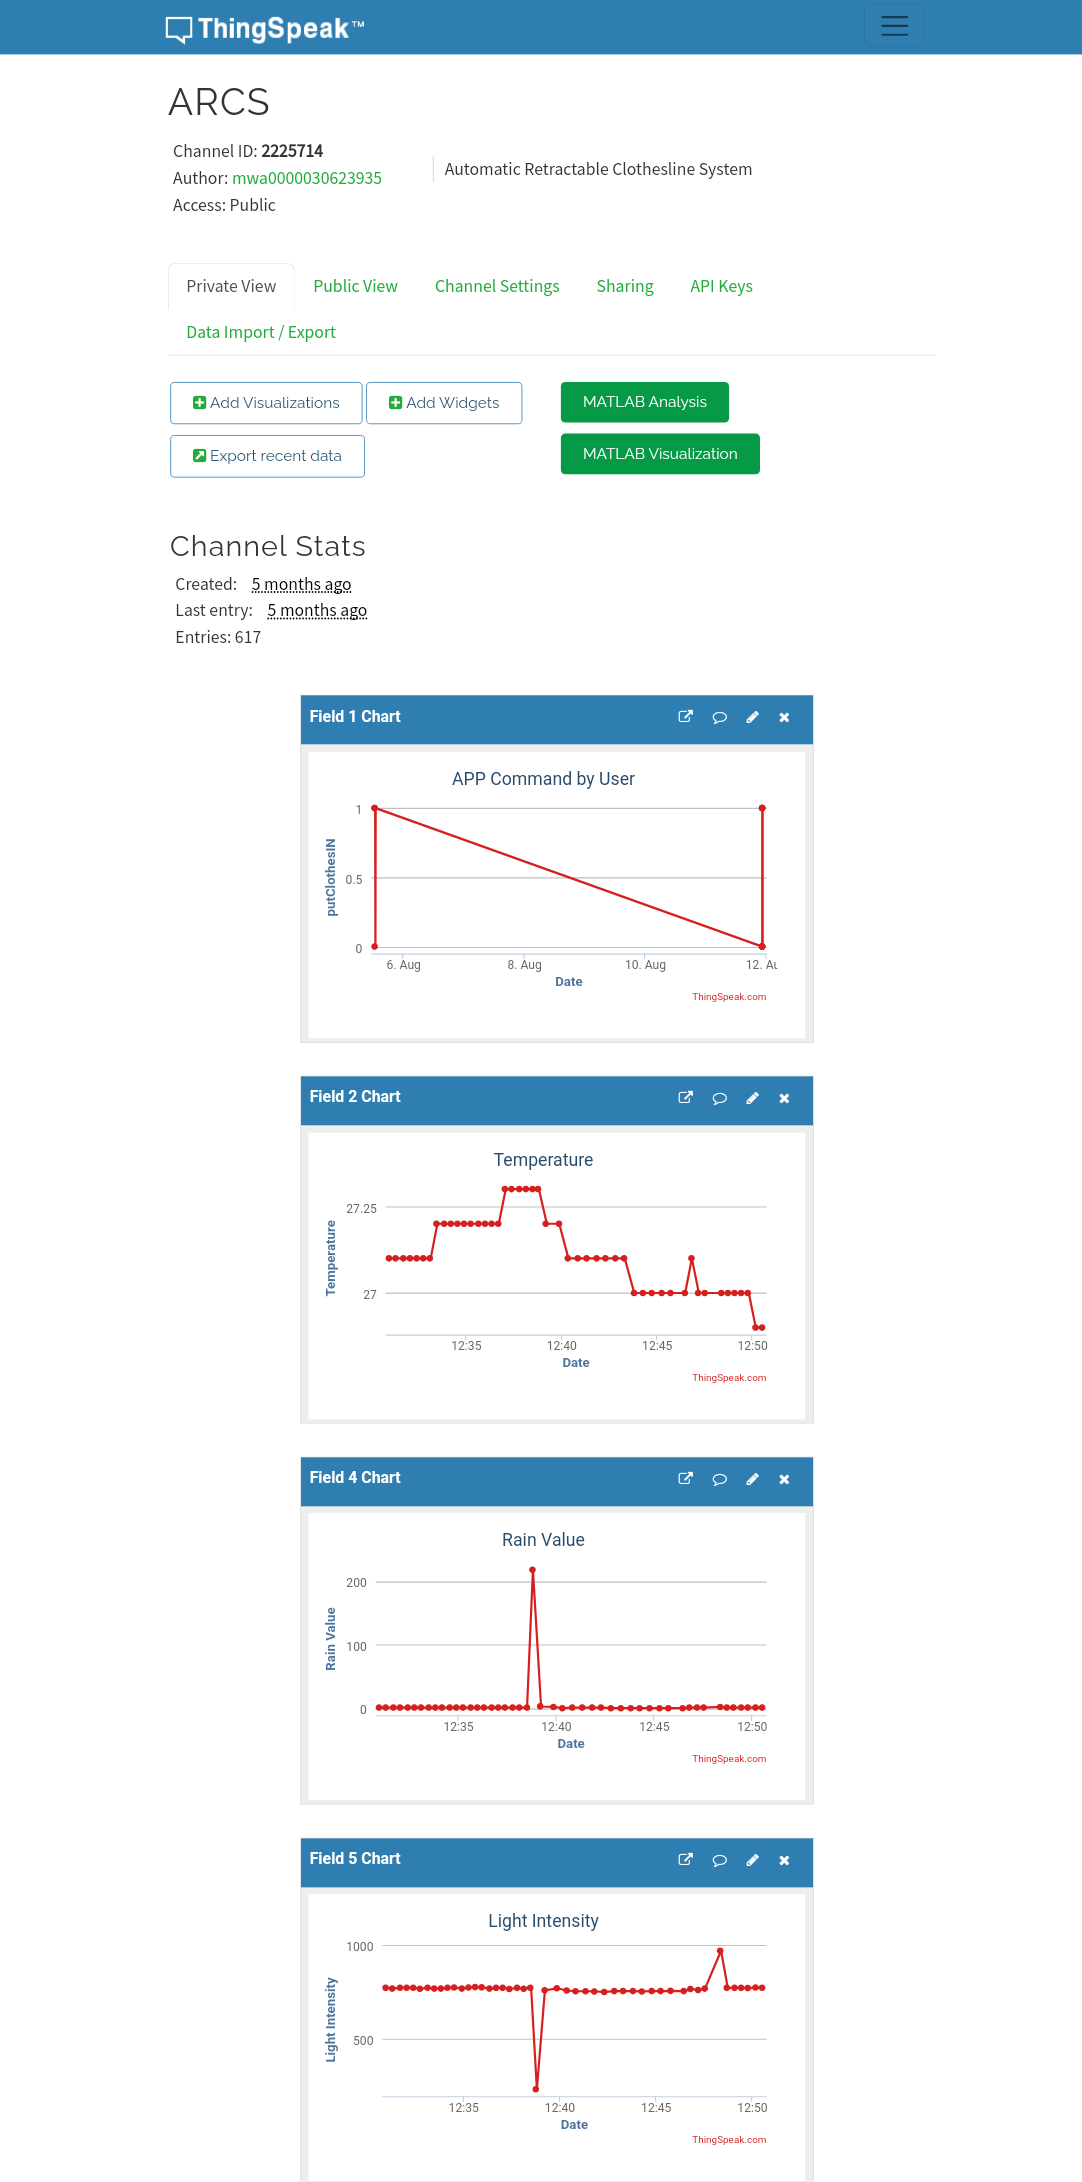 ThingSpeak™
ARCS
Channel ID: 2225714
Author: mwa0000030623935
Access: Public
Automatic Retractable Clothesline System
Private View
Public View
Channel Settings
Sharing
API Keys
Data Import / Export
Add Visualizations
Add Widgets
Export recent data
MATLAB Analysis
MATLAB Visualization
Channel Stats
Created: 5 months ago
Last entry: 5 months ago
Entries: 617
Field 1 Chart
APP Command by User
putClothesIN
1
0.5
0
6. Aug
8. Aug
10. Aug
12. Au
Date
ThingSpeak.com
Field 2 Chart
Temperature
Temperature
27.25
27
12:35
12:40
12:45
12:50
Date
ThingSpeak.com
Field 4 Chart
Rain Value
Rain Value
200
100
0
12:35
12:40
12:45
12:50
Date
ThingSpeak.com
Field 5 Chart
Light Intensity
Light Intensity
1000
500
12:35
12:40
12:45
12:50
Date
ThingSpeak.com